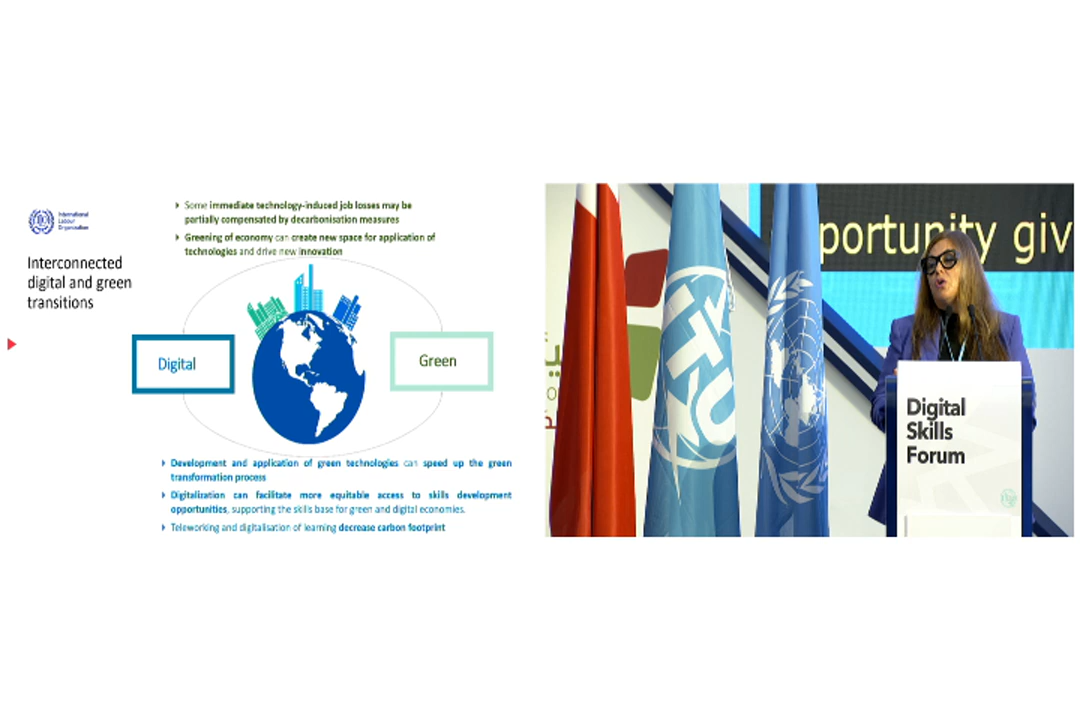 International
Labour
Organization
Interconnected
digital and green
transitions
Some immediate technology-induced job losses may be
partially compensated by decarbonisation measures
Greening of economy can create new space for application of
technologies and drive new innovation
Digital
Green
Development and application of green technologies can speed up the green
transformation process
Digitalization can facilitate more equitable access to skills development
opportunities, supporting the skills base for green and digital economies.
Teleworking and digitalisation of learning decrease carbon footprint
portunity giv
ITU
Digital
Skills
Forum